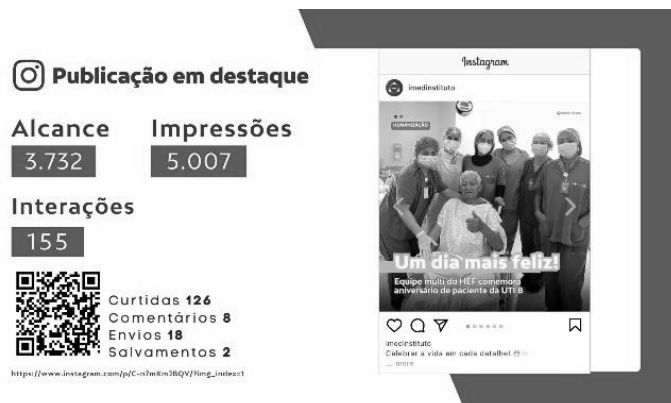 Publicação em destaque
Alcance
3.732
Impressões
5.007
Interações
155
Curtidas 126
Comentários 8
Envios 18
Salvamentos 2
Instagram
imedinstituto
HUMANIZAÇÃO
Um dia mais feliz!
Equipe multi do HEF comemora
aniversário de paciente da UTI B
imedinstituto
Celebrar a vida em cada detalhe!
... more